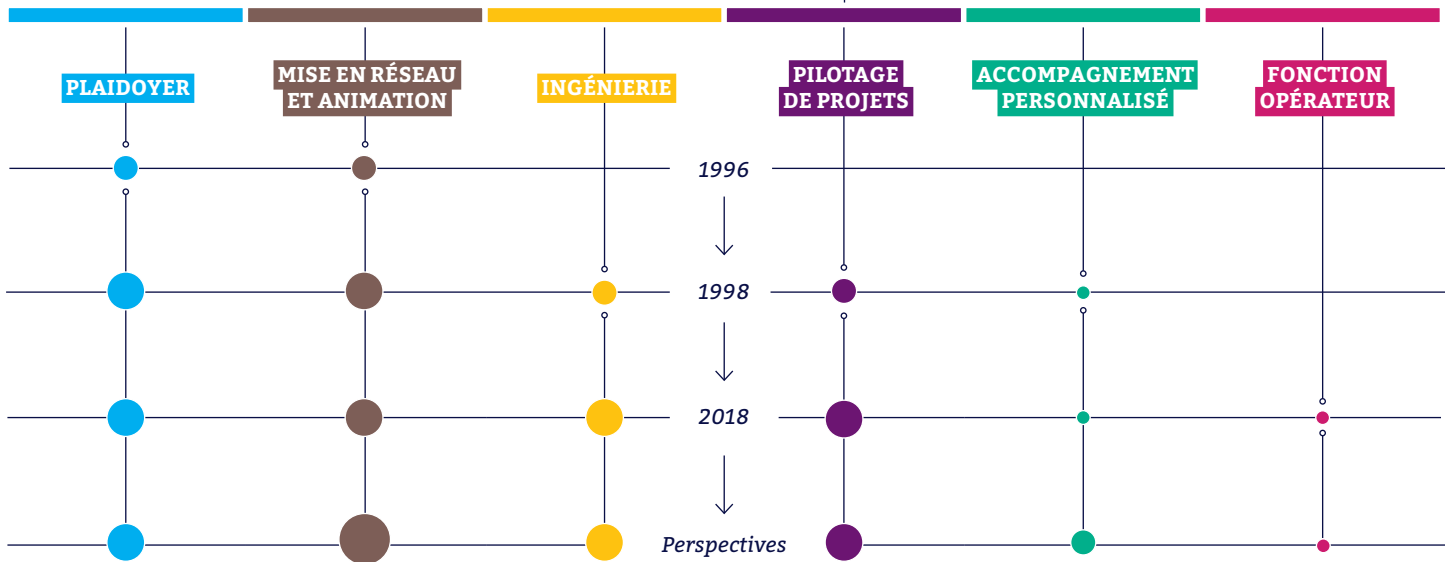 PLAIDOYER
MISE EN RÉSEAU
ET ANIMATION
INGÉNIERIE
PILOTAGE
DE PROJETS
ACCOMPAGNEMENT
PERSONNALISÉ
FONCTION
OPÉRATEUR
1996
1998
2018
Perspectives